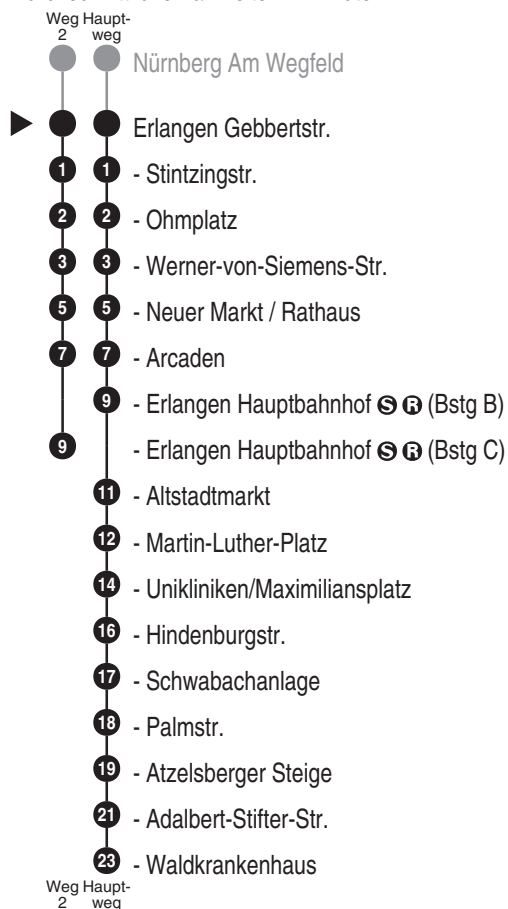 Weg Haupt-
2 weg
Nürnberg Am Wegfeld
Erlangen Gebbertstr.
1 1 - Stintzingstr.
2 2 - Ohmplatz
3 3 - Werner-von-Siemens-Str.
5 5 - Neuer Markt / Rathaus
7 7 - Arcaden
9 - Erlangen Hauptbahnhof S R (Bstg B)
9 - Erlangen Hauptbahnhof S R (Bstg C)
11 - Altstadtmarkt
12 - Martin-Luther-Platz
14 - Unikliniken/Maximiliansplatz
16 - Hindenburgstr.
17 - Schwabachanlage
18 - Palmstr.
19 - Atzelsberger Steige
21 - Adalbert-Stifter-Str.
23 - Waldkrankenhaus
Weg Haupt-
2 weg